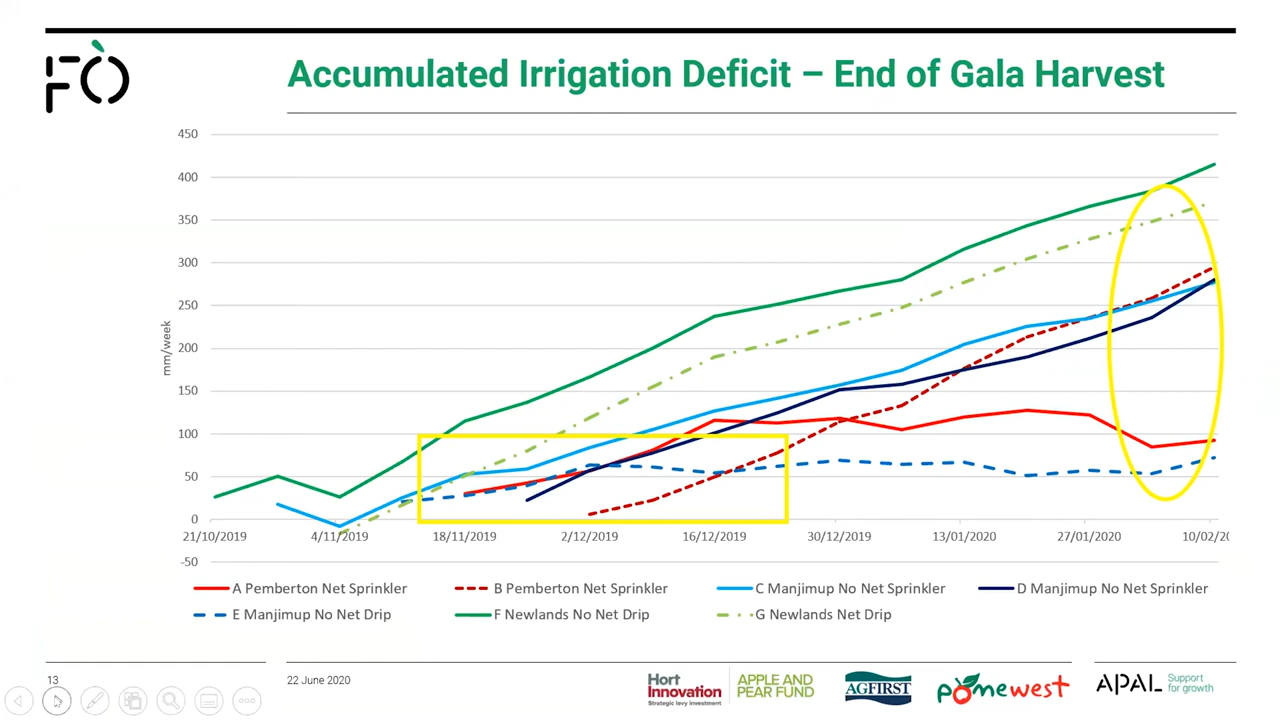 FO
Accumulated Irrigation Deficit – End of Gala Harvest
450
400
350
300
250
200
150
100
50
0
-50
mm/week
21/10/2019
4/11/2019
18/11/2019
2/12/2019
16/12/2019
30/12/2019
13/01/2020
27/01/2020
10/02/20
A Pemberton Net Sprinkler
B Pemberton Net Sprinkler
C Manjimup No Net Sprinkler
D Manjimup No Net Sprinkler
E Manjimup No Net Drip
F Newlands No Net Drip
G Newlands Net Drip
13
22 June 2020
Hort
Innovation
Strategic levy investment
APPLE AND
PEAR FUND
AGFIRST
pomewest
APAL
Support
for growth